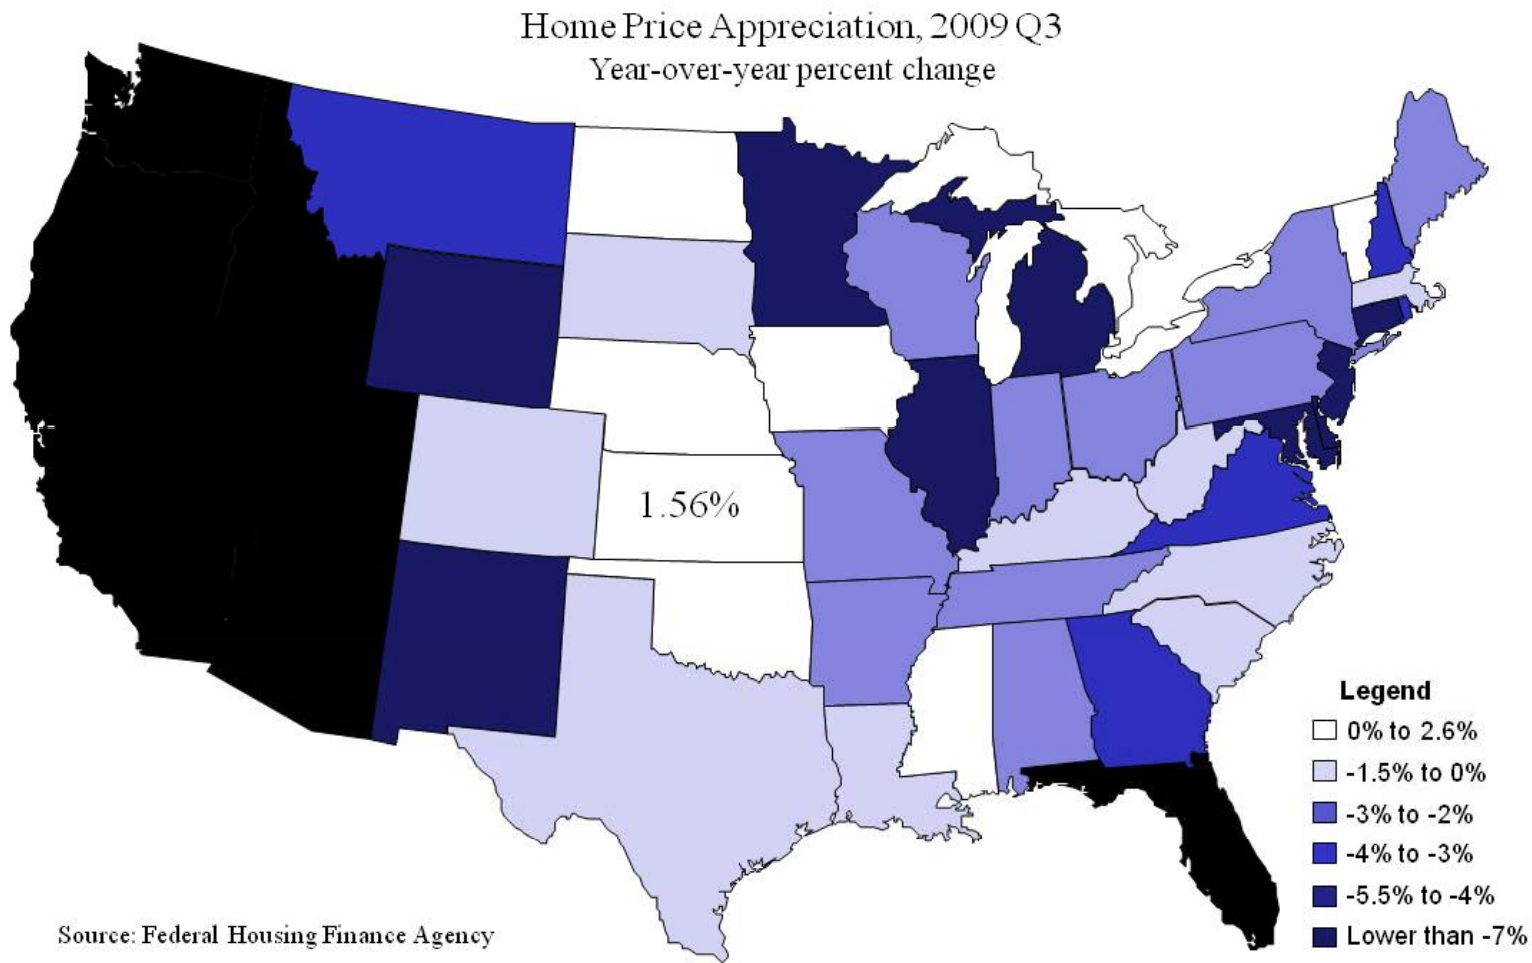 Home Price Appreciation, 2009 Q3
Year-over-year percent change
1.56%
Legend
0% to 2.6%
-1.5% to 0%
-3% to -2%
-4% to -3%
-5.5% to -4%
Lower than -7%
Source: Federal Housing Finance Agency